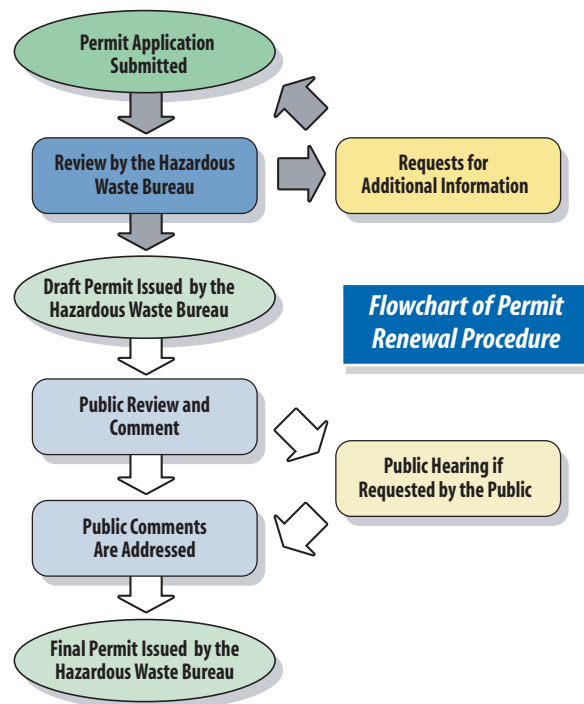 Permit Application
Submitted
Review by the Hazardous
Waste Bureau
Requests for
Additional Information
Draft Permit Issued by the
Hazardous Waste Bureau
Flowchart of Permit
Renewal Procedure
Public Review and
Comment
Public Hearing if
Requested by the Public
Public Comments
Are Addressed
Final Permit Issued by the
Hazardous Waste Bureau